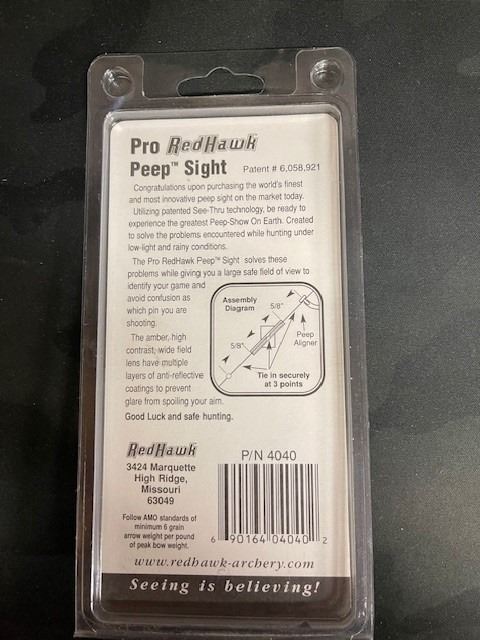 Pro RedHawk
Peep™ Sight Patent # 6,058,921
Congratulations upon purchasing the world's finest
and most innovative peep sight on the market today.
Utilizing patented See-Thru technology, be ready to
experience the greatest Peep-Show On Earth. Created
to solve the problems encountered while hunting under
low-light and rainy conditions.
The Pro RedHawk Peep™ Sight solves these
problems while giving you a large safe field of view to
identify your game and
avoid confusion as
which pin you are
shooting.
The amber, high
contrast, wide field
lens have multiple
layers of anti-reflective
coatings to prevent
glare from spoiling your aim.
Good Luck and safe hunting.
Assembly
Diagram
5/8"
5/8"
Peep
Aligner
Tie in securely
at 3 points
RedHawk
3424 Marquette
High Ridge,
Missouri
63049
Follow AMO standards of
minimum 6 grain
arrow weight per pound
of peak bow weight.
P/N 4040
6 90164 04040 2
www.redhawk-archery.com
Seeing is believing!